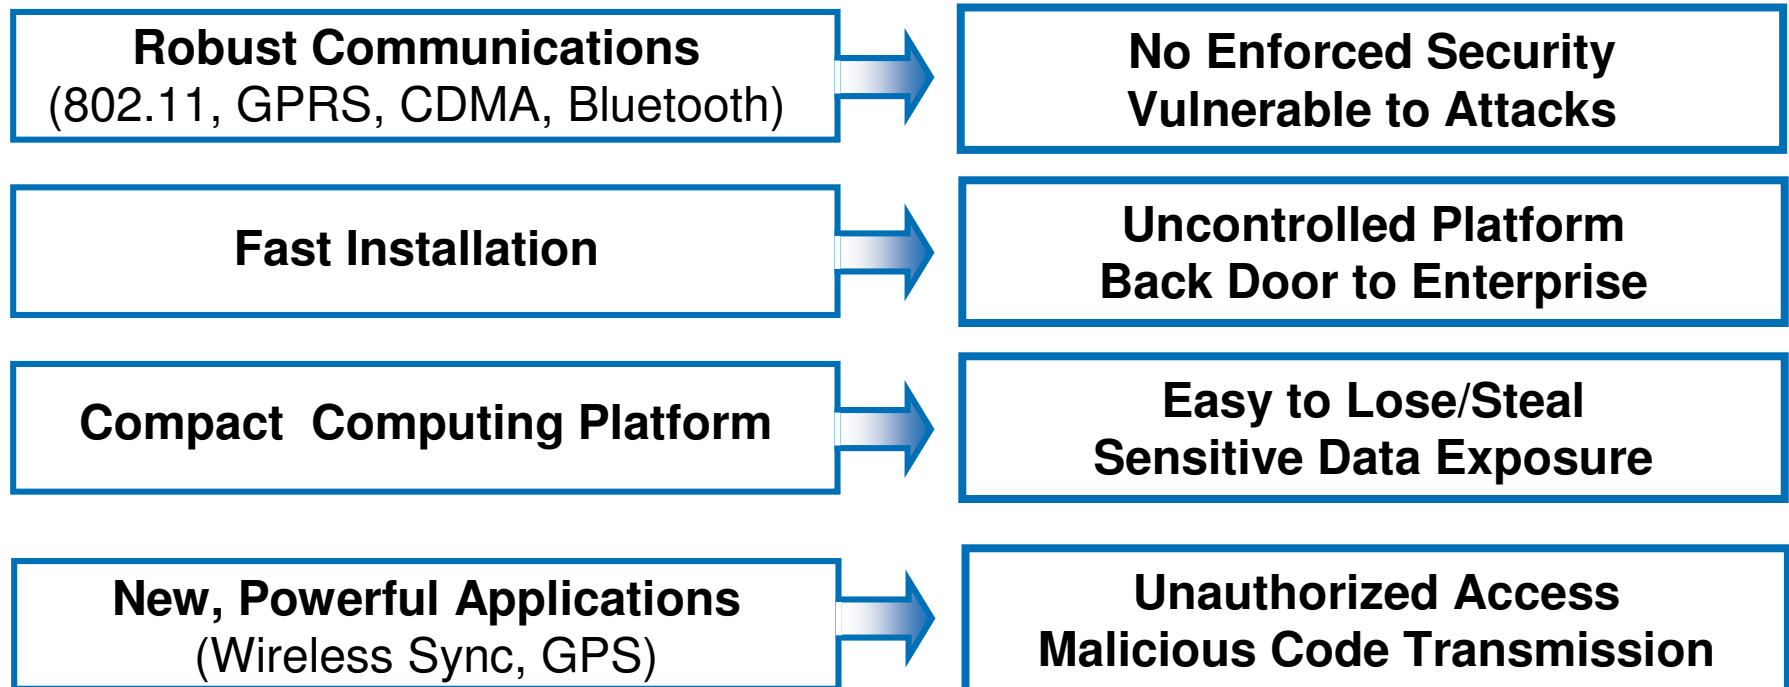 Robust Communications
(802.11, GPRS, CDMA, Bluetooth)
No Enforced Security
Vulnerable to Attacks
Fast Installation
Uncontrolled Platform
Back Door to Enterprise
Compact  Computing Platform
Easy to Lose/Steal
Sensitive Data Exposure
New, Powerful Applications
(Wireless Sync, GPS)
Unauthorized Access
Malicious Code Transmission